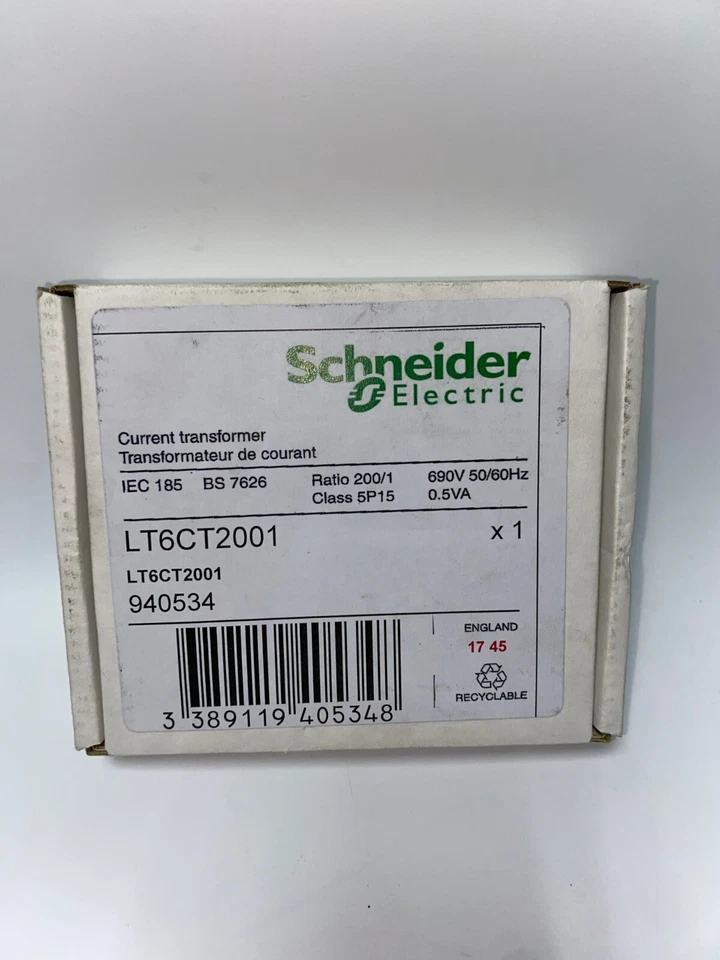 Schneider
Electric
Current transformer
Transformateur de courant
IEC 185 BS 7626 Ratio 200/1 690V 50/60Hz
Class 5P15 0.5VA
LT6CT2001 x 1
LT6CT2001
940534
ENGLAND
17 45
RECYCLABLE
3 389119 405348